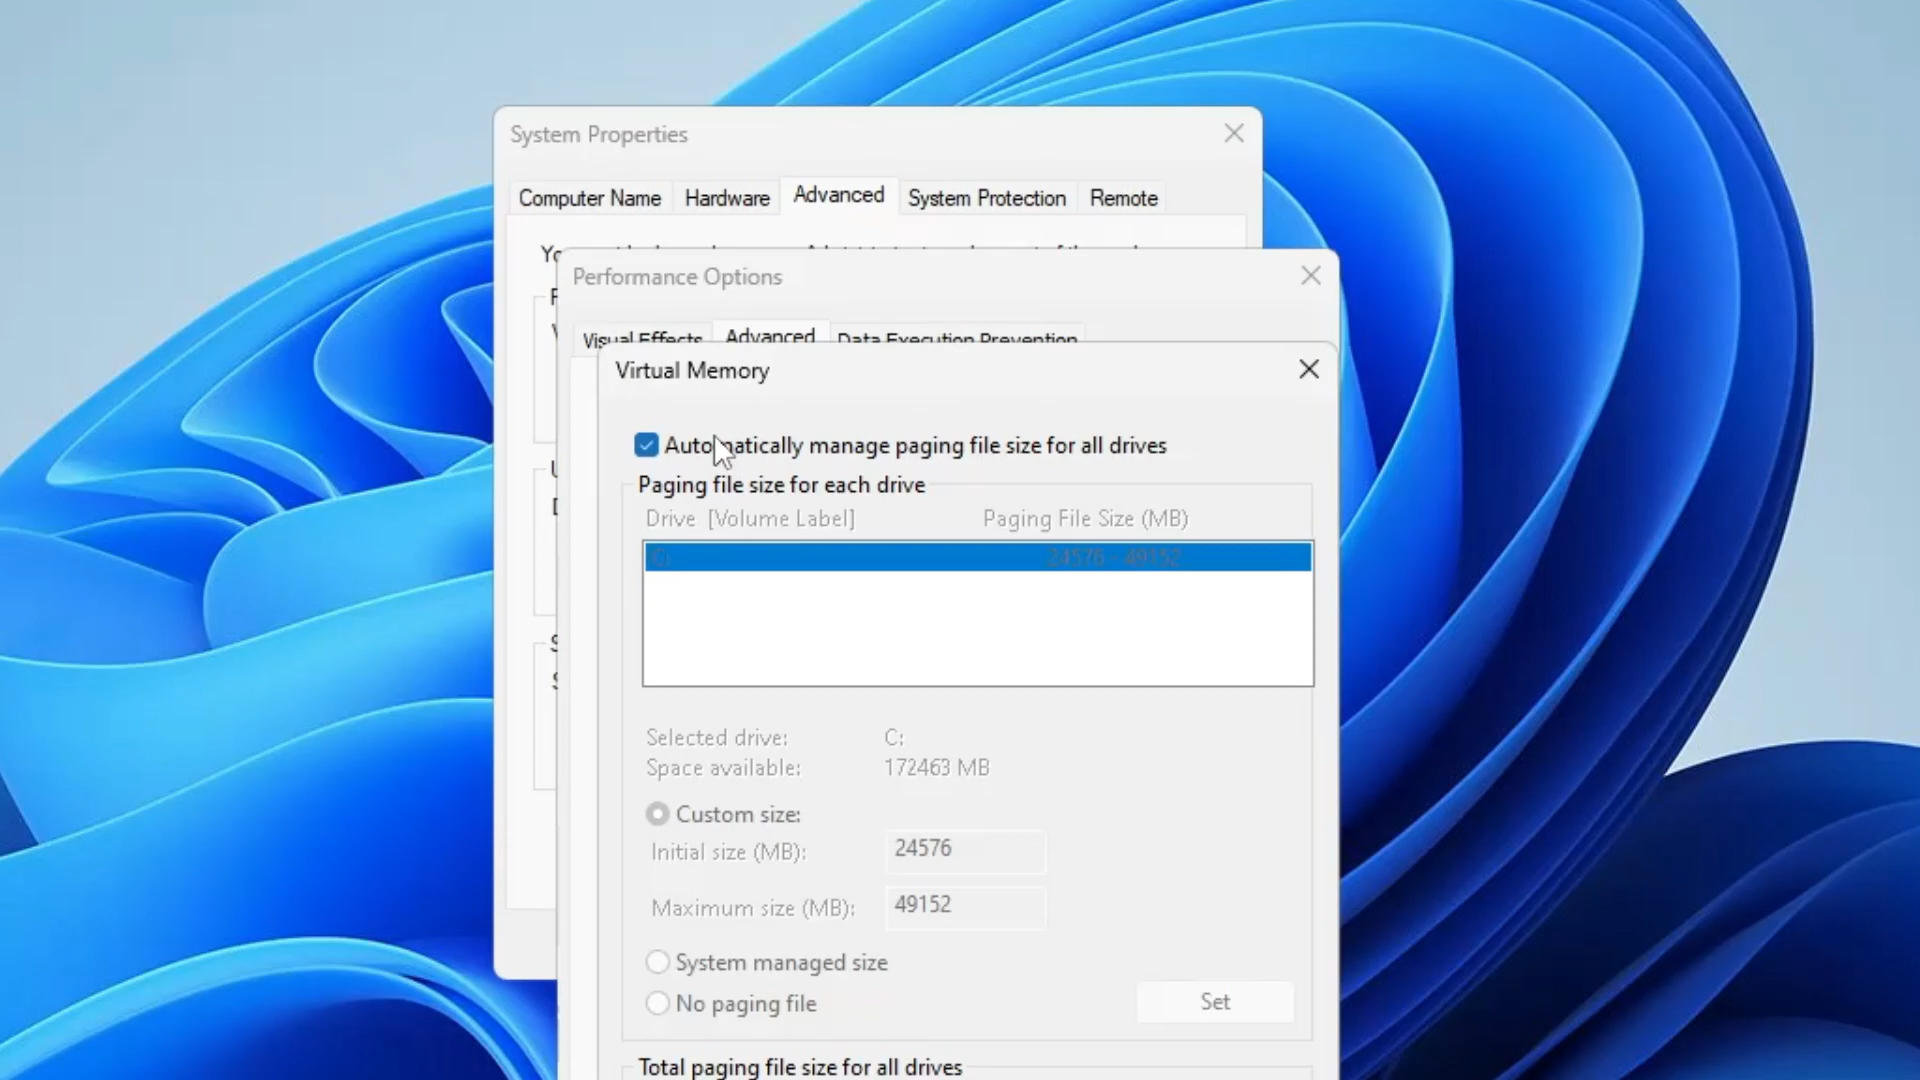 System Properties
Computer Name Hardware Advanced System Protection Remote
Performance Options
Visual Effects Advanced Data Execution Prevention
Virtual Memory
Automatically manage paging file size for all drives
Paging file size for each drive
Drive [Volume Label] Paging File Size (MB)
C: 24576 - 49152
Selected drive: C:
Space available: 172463 MB
Custom size:
Initial size (MB): 24576
Maximum size (MB): 49152
System managed size
No paging file Set
Total paging file size for all drives